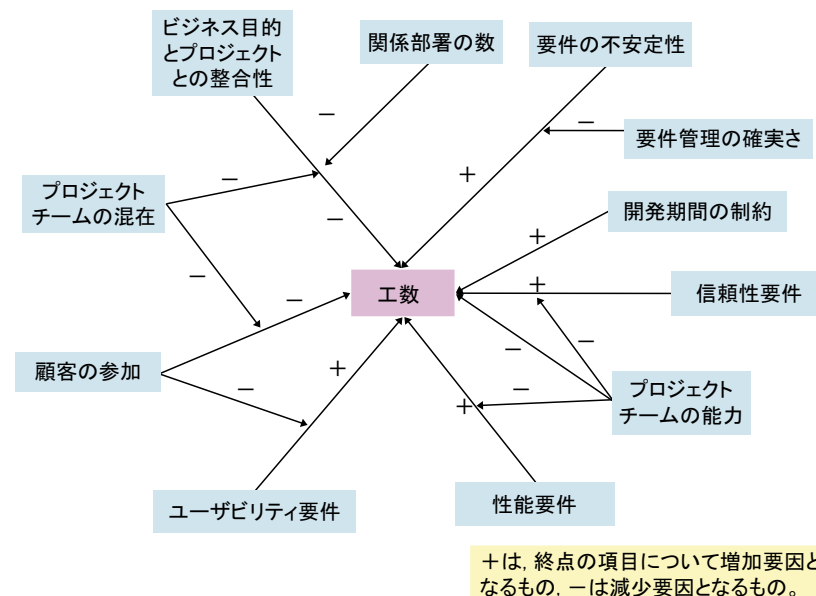 ビジネス目的
とプロジェクト
との整合性
関係部署の数
要件の不安定性
－
－
要件管理の確実さ
＋
プロジェクト
チームの混在
－
－
開発期間の制約
＋
－
－
工数
＋
信頼性要件
顧客の参加
－
＋
－
－
－
＋
プロジェクト
チームの能力
ユーザビリティ要件
性能要件
＋は，終点の項目について増加要因と
なるもの，－は減少要因となるもの。